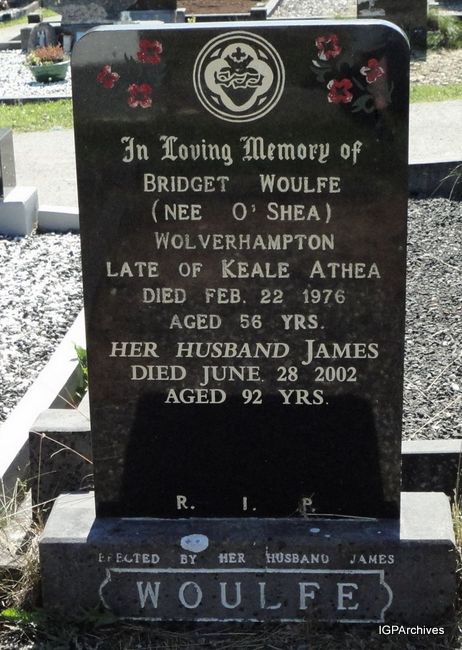 In Loving Memory of
BRIDGET WOULFE
(NEE O'SHEA)
WOLVERHAMPTON
LATE OF KEALE ATHEA
DIED FEB. 22 1976
AGED 56 YRS.
HER HUSBAND JAMES
DIED JUNE 28 2002
AGED 92 YRS.
R. I. P.
ERECTED BY HER HUSBAND JAMES
WOULFE
IGPArchives